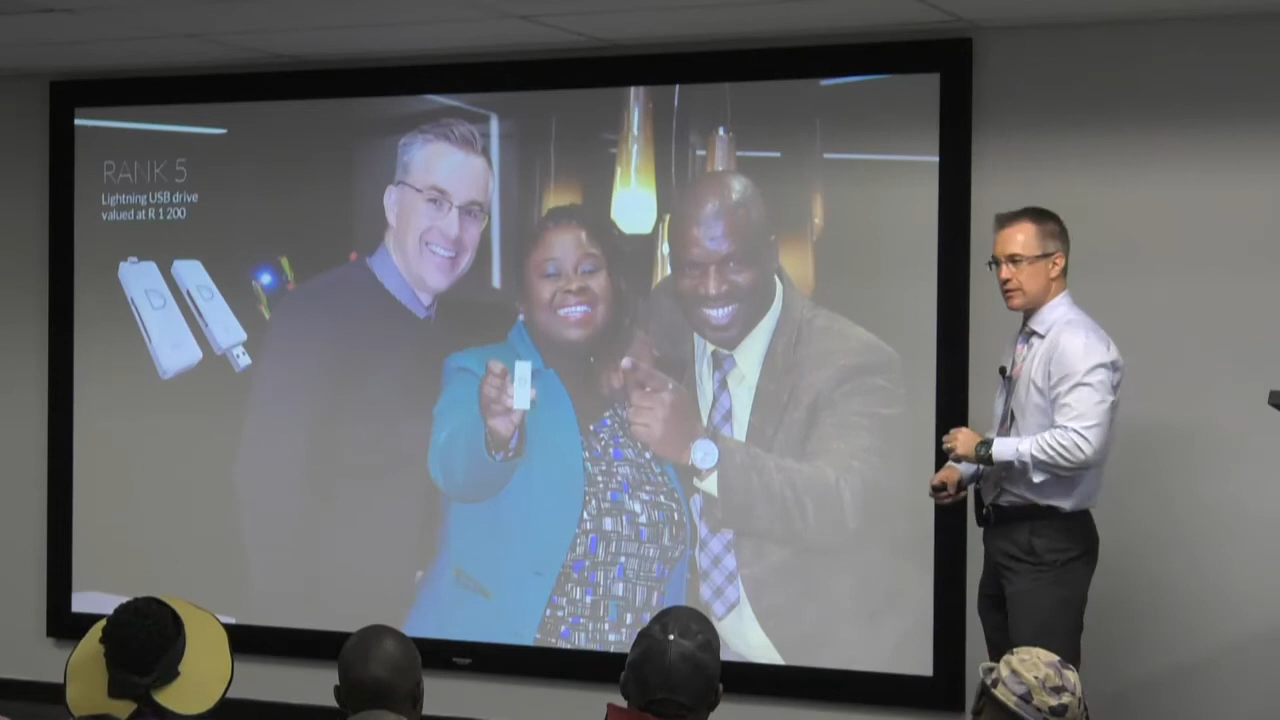 RANK 5
Lightning USB drive
valued at R 1 200
D
D